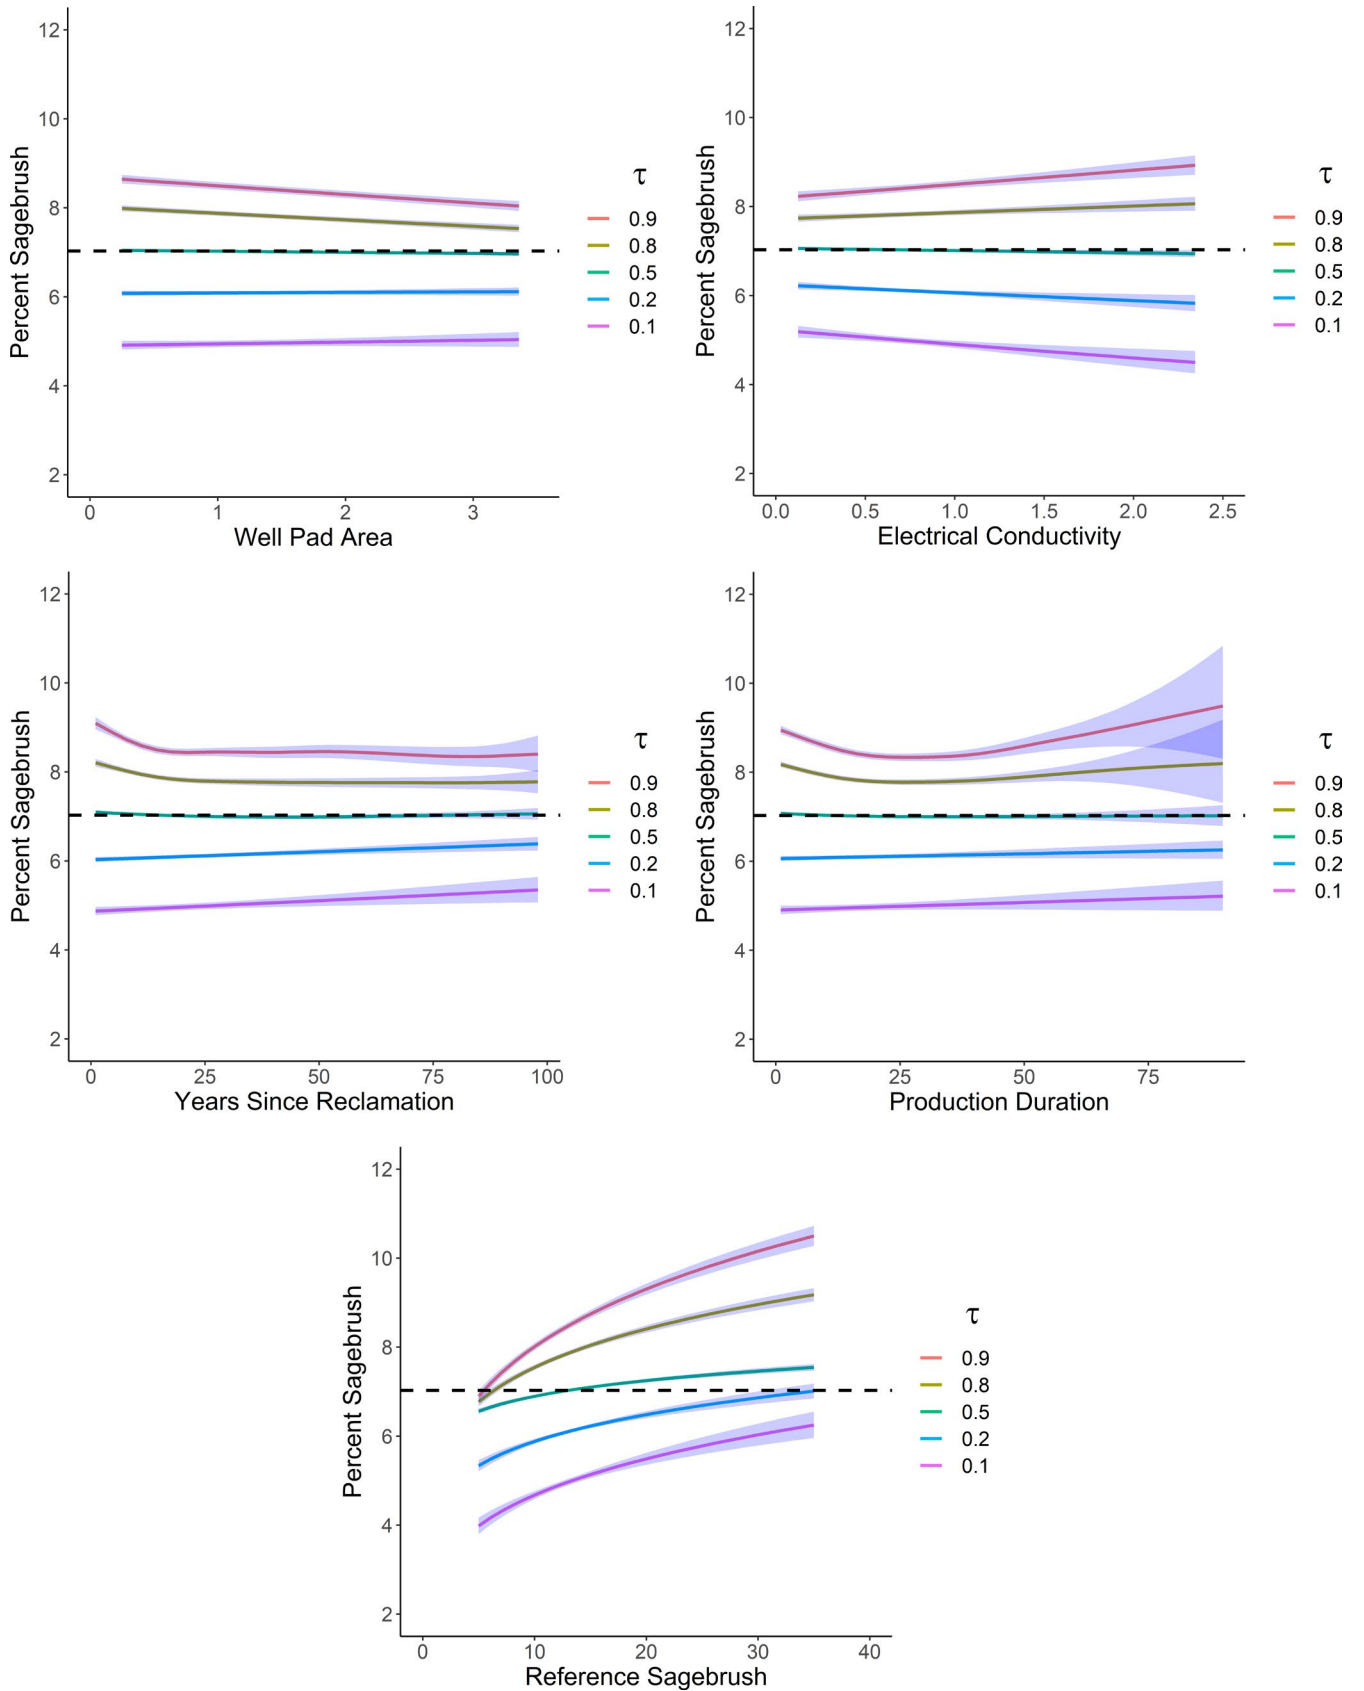 12
10
8
6
4
2
Percent Sagebrush
0 1 2 3
Well Pad Area
τ
0.9
0.8
0.5
0.2
0.1
12
10
8
6
4
2
Percent Sagebrush
0.0 0.5 1.0 1.5 2.0 2.5
Electrical Conductivity
τ
0.9
0.8
0.5
0.2
0.1
12
10
8
6
4
2
Percent Sagebrush
0 25 50 75 100
Years Since Reclamation
τ
0.9
0.8
0.5
0.2
0.1
12
10
8
6
4
2
Percent Sagebrush
0 25 50 75
Production Duration
τ
0.9
0.8
0.5
0.2
0.1
12
10
8
6
4
2
Percent Sagebrush
0 10 20 30 40
Reference Sagebrush
τ
0.9
0.8
0.5
0.2
0.1